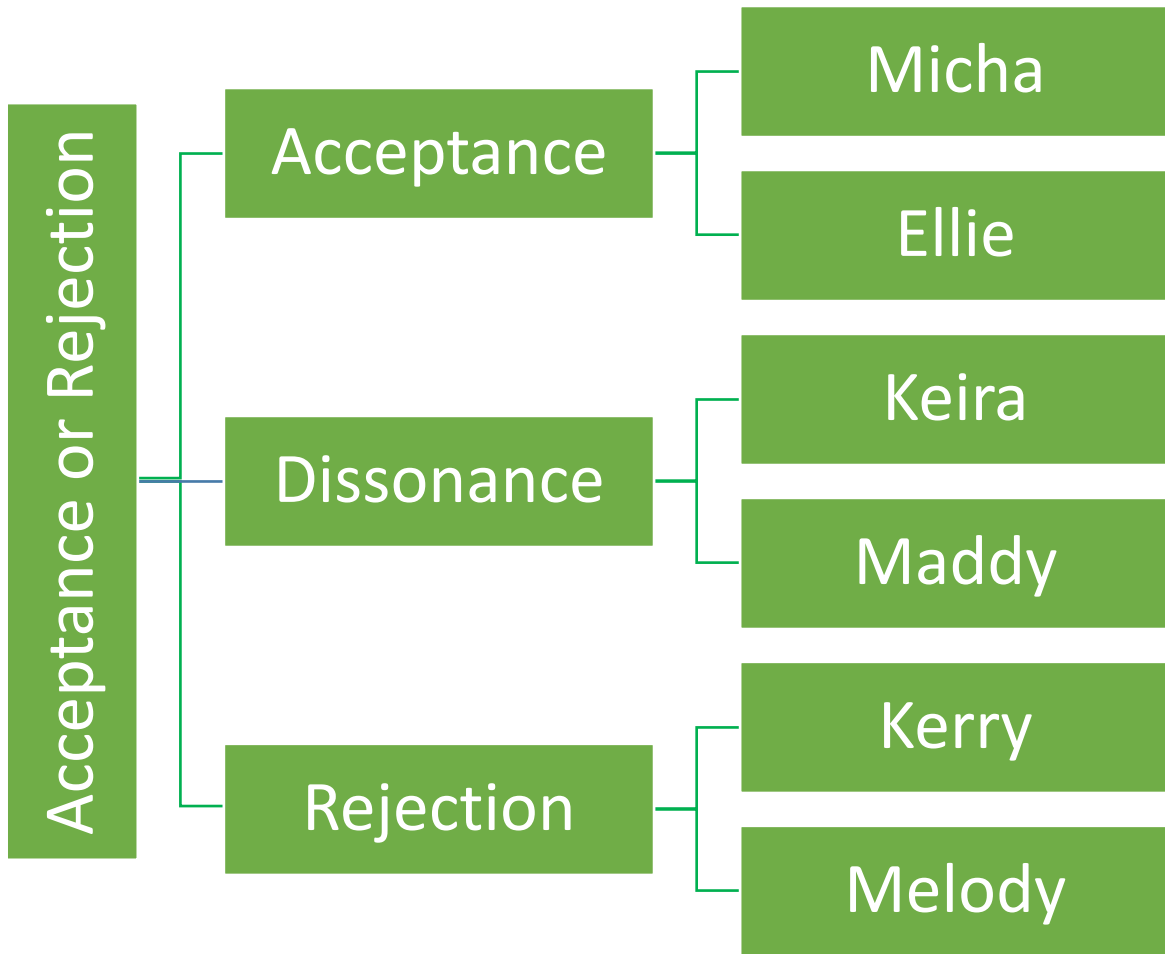 Acceptance or Rejection
Acceptance
Micha
Ellie
Dissonance
Keira
Maddy
Rejection
Kerry
Melody